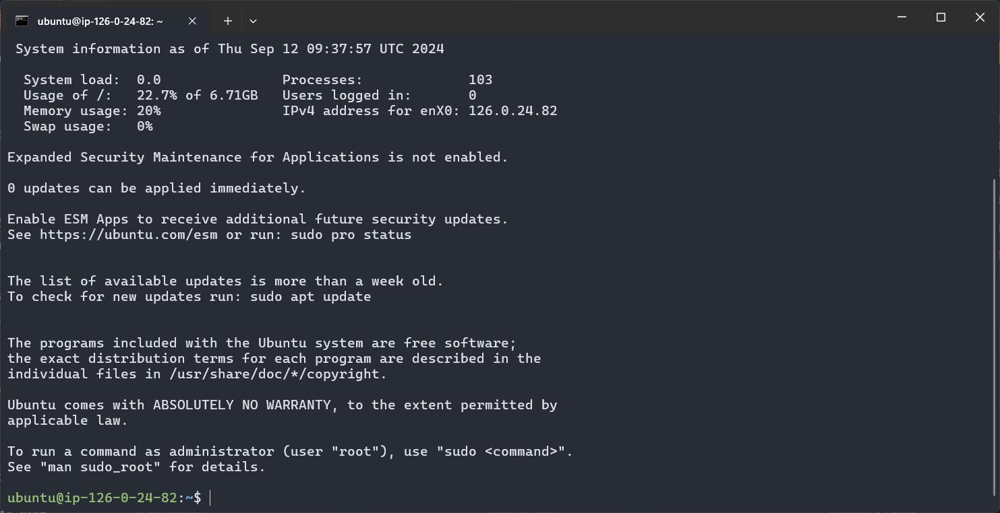 ubuntu@ip-126-0-24-82: ~
System information as of Thu Sep 12 09:37:57 UTC 2024
System load: 0.0 Processes: 103
Usage of /: 22.7% of 6.71GB Users logged in: 0
Memory usage: 20% IPv4 address for enX0: 126.0.24.82
Swap usage: 0%
Expanded Security Maintenance for Applications is not enabled.
0 updates can be applied immediately.
Enable ESM Apps to receive additional future security updates.
See https://ubuntu.com/esm or run: sudo pro status
The list of available updates is more than a week old.
To check for new updates run: sudo apt update
The programs included with the Ubuntu system are free software;
the exact distribution terms for each program are described in the
individual files in /usr/share/doc/*/copyright.
Ubuntu comes with ABSOLUTELY NO WARRANTY, to the extent permitted by
applicable law.
To run a command as administrator (user "root"), use "sudo <command>".
See "man sudo_root" for details.
ubuntu@ip-126-0-24-82:~$